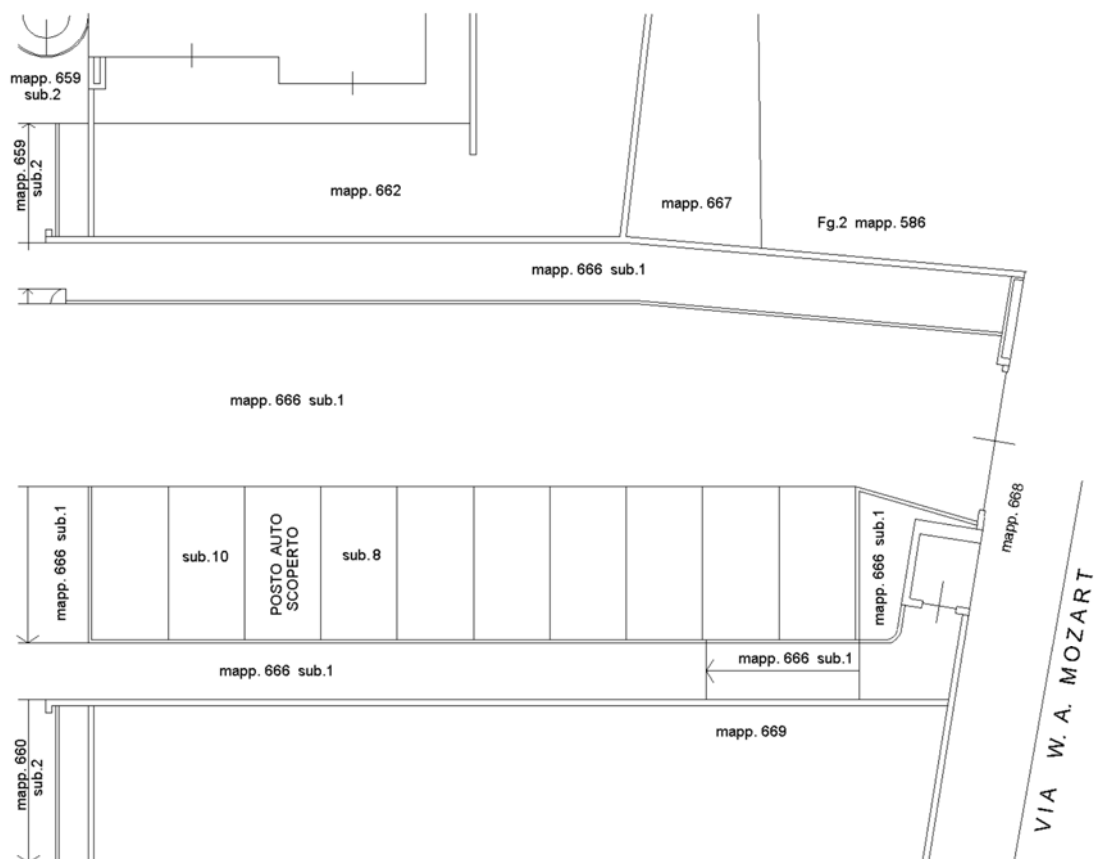 mapp. 659
sub.2
mapp. 659
sub.2
mapp. 662
mapp. 667
Fg.2 mapp. 586
mapp. 666 sub.1
mapp. 666 sub.1
mapp. 668
mapp. 666 sub.1
sub.10
POSTO AUTO
SCOPERTO
sub.8
mapp. 666 sub.1
mapp. 666 sub.1
mapp. 666 sub.1
mapp. 669
mapp. 660
sub.2
VIA W. A. MOZART